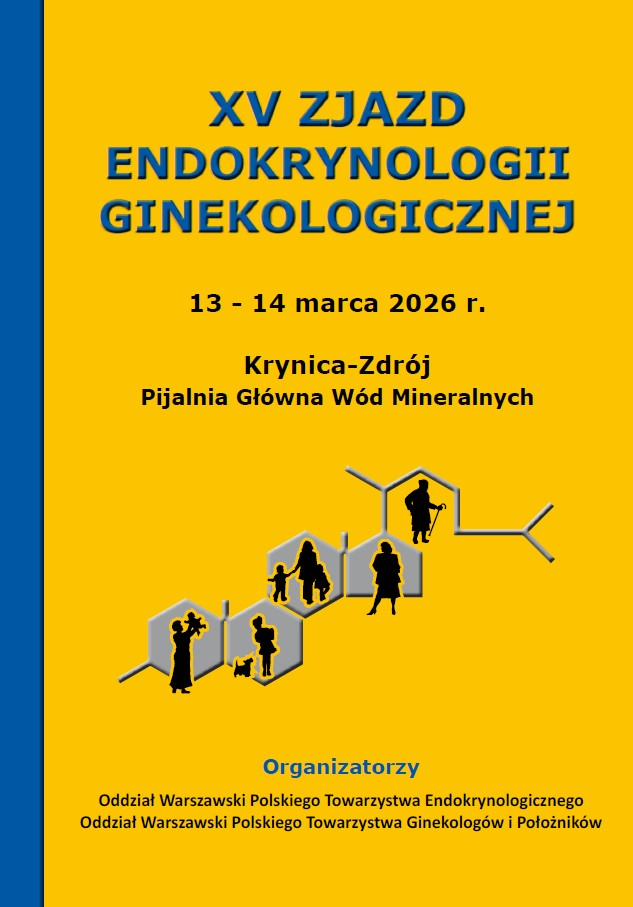 XV ZJAZD
ENDOKRYNOLOGII
GINEKOLOGICZNEJ
13 - 14 marca 2026 r.
Krynica-Zdrój
Pijalnia Główna Wód Mineralnych
Organizatorzy
Oddział Warszawski Polskiego Towarzystwa Endokrynologicznego
Oddział Warszawski Polskiego Towarzystwa Ginekologów i Położników